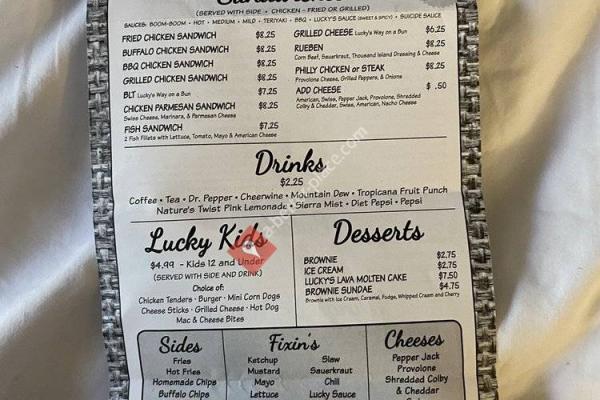 (SERVED WITH SIDE • CHICKEN - FRIED OR GRILLED)
SAUCES: BOOM-BOOM • HOT • MEDIUM • MILD • TERIYAKI • BBQ • LUCKY'S SAUCE (SWEET & SPICY) • SUICIDE SAUCE
FRIED CHICKEN SANDWICH $8.25
BUFFALO CHICKEN SANDWICH $8.25
BBQ CHICKEN SANDWICH $8.25
GRILLED CHICKEN SANDWICH $8.25
BLT Lucky's Way on a Bun $7.25
CHICKEN PARMESAN SANDWICH $8.25
Swiss Cheese, Marinara, & Parmesan Cheese
FISH SANDWICH $7.25
2 Fish Fillets with Lettuce, Tomato, Mayo & American Cheese
GRILLED CHEESE Lucky's Way on a Bun $6.25
RUEBEN $8.25
Corn Beef, Sauerkraut, Thousand Island Dressing & Cheese
PHILLY CHICKEN or STEAK $8.25
Provolone Cheese, Grilled Peppers, & Onions
ADD CHEESE $ .50
American, Swiss, Pepper Jack, Provolone, Shredded
Colby & Cheddar, Swiss, American, Nacho Cheese
Drinks
$2.25
Coffee • Tea • Dr. Pepper • Cheerwine • Mountain Dew • Tropicana Fruit Punch
Nature's Twist Pink Lemonade • Sierra Mist • Diet Pepsi • Pepsi
Lucky Kids
$4.99 - Kids 12 and Under
(SERVED WITH SIDE AND DRINK)
Choice of:
Chicken Tenders • Burger • Mini Corn Dogs
Cheese Sticks • Grilled Cheese • Hot Dog
Mac & Cheese Bites
Desserts
BROWNIE $2.75
ICE CREAM $2.75
LUCKY'S LAVA MOLTEN CAKE $7.50
BROWNIE SUNDAE $4.75
Brownie with Ice Cream, Caramel, Fudge, Whipped Cream and Cherry
Sides
Fries
Hot Fries
Homemade Chips
Buffalo Chips
Fixin's
Ketchup Slaw
Mustard Sauerkraut
Mayo Chili
Lettuce Lucky Sauce
Cheeses
Pepper Jack
Provolone
Shredded Colby
& Cheddar